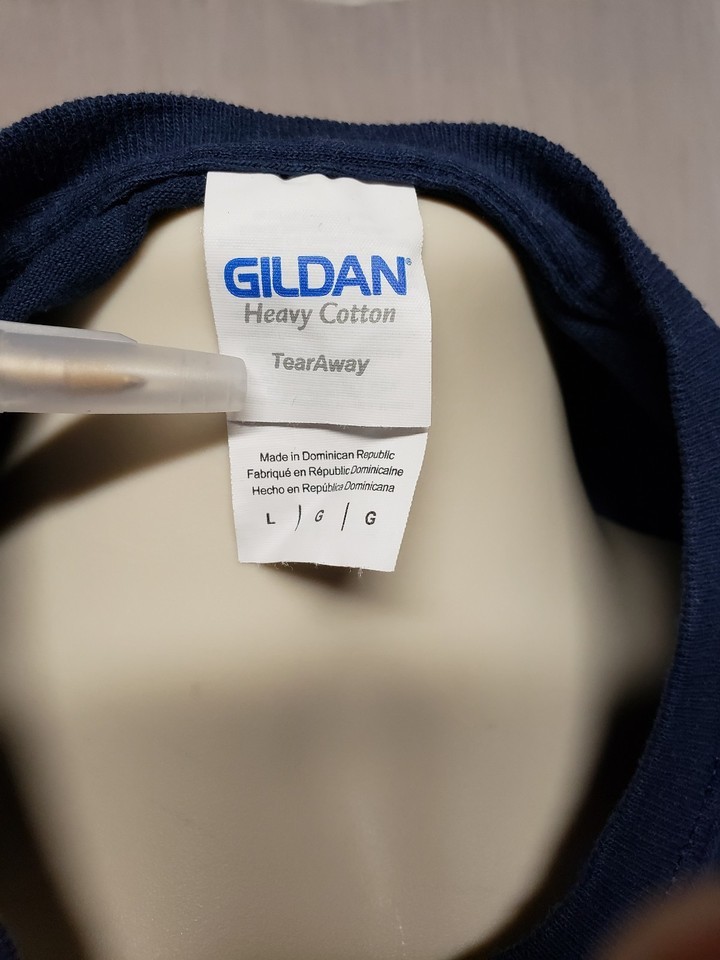 GILDAN®
Heavy Cotton
TearAway
Made in Dominican Republic
Fabriqué en République Dominicaine
Hecho en República Dominicana
L / G / G